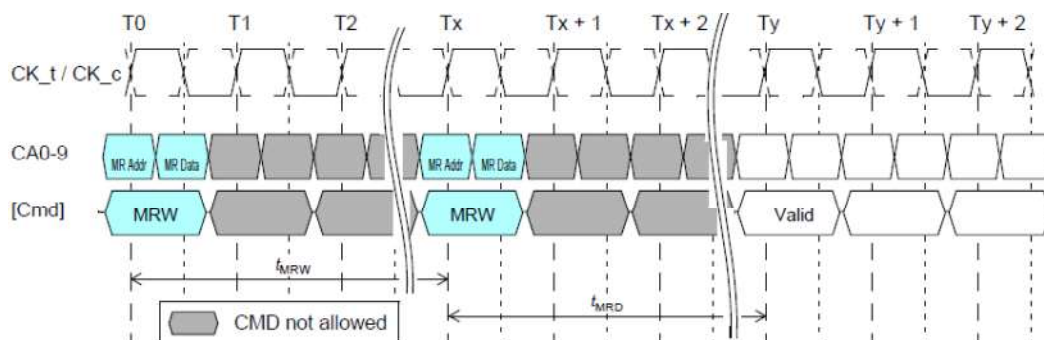 T0 T1 T2 Tx Tx + 1 Tx + 2 Ty Ty + 1 Ty + 2
CK_t / CK_c
CA0-9 MR Addr MR Data MR Addr MR Data
[Cmd] MRW MRW Valid
tMRW
tMRD
CMD not allowed